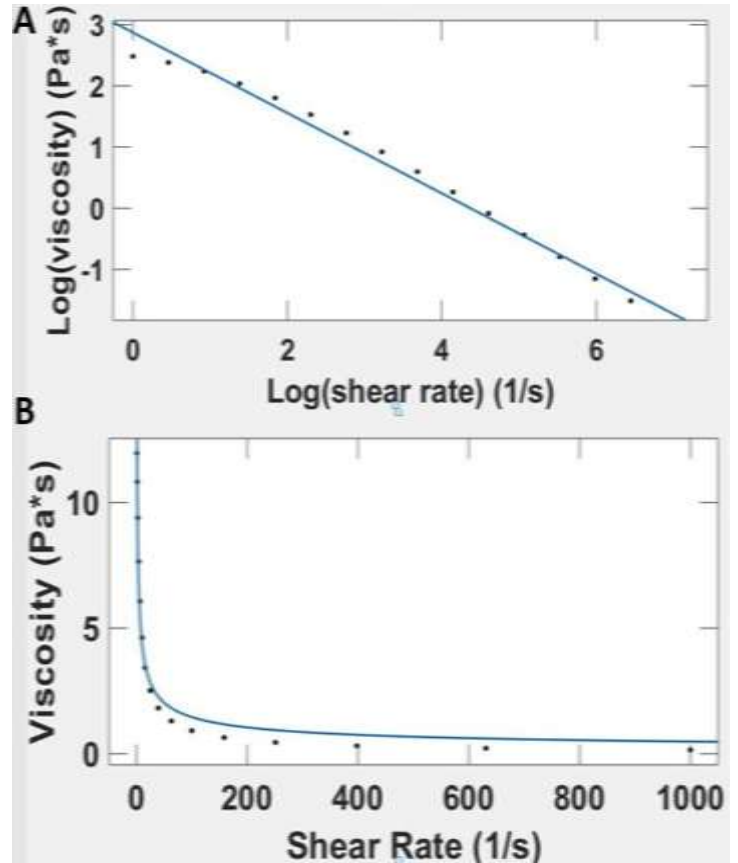 A
Log(viscosity) (Pa*s)
3
2
1
0
-1
0 2 4 6
Log(shear rate) (1/s)
B
Viscosity (Pa*s)
10
5
0
0 200 400 600 800 1000
Shear Rate (1/s)